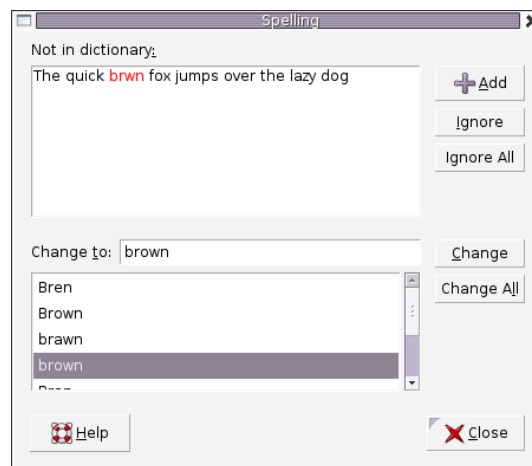 Spelling
Not in dictionary:
The quick brwn fox jumps over the lazy dog
Add
Ignore
Ignore All
Change to: brown
Change
Bren
Brown
brawn
brown
Change All
Help
Close